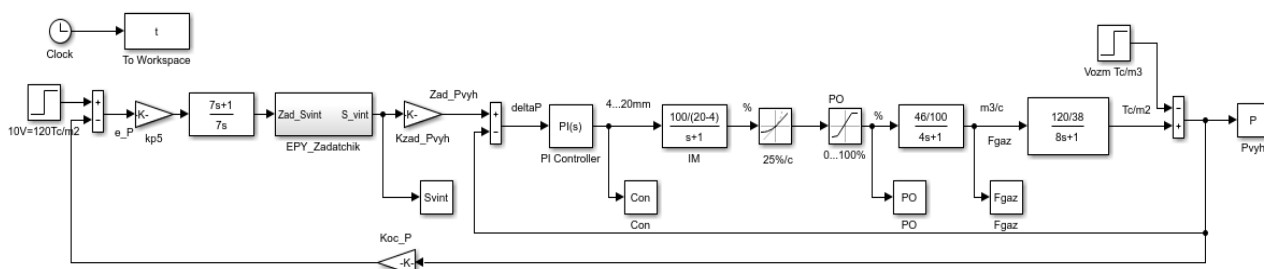 t
Clock
To Workspace
10V=120Tc/m2
+
−
e_P
-K-
kp5
7s+1
7s
Zad_Svint
S_vint
EPY_Zadatchik
-K-
Zad_Pvyh
Kzad_Pvyh
Svint
+
−
deltaP
PI(s)
PI Controller
4...20mm
Con
Con
100/(20-4)
s+1
IM
%
25%/c
PO
0...100%
%
PO
PO
46/100
4s+1
m3/c
Fgaz
Fgaz
Fgaz
120/38
8s+1
Vozm Tc/m3
Tc/m2
−
+
P
Pvyh
Koc_P
-K-